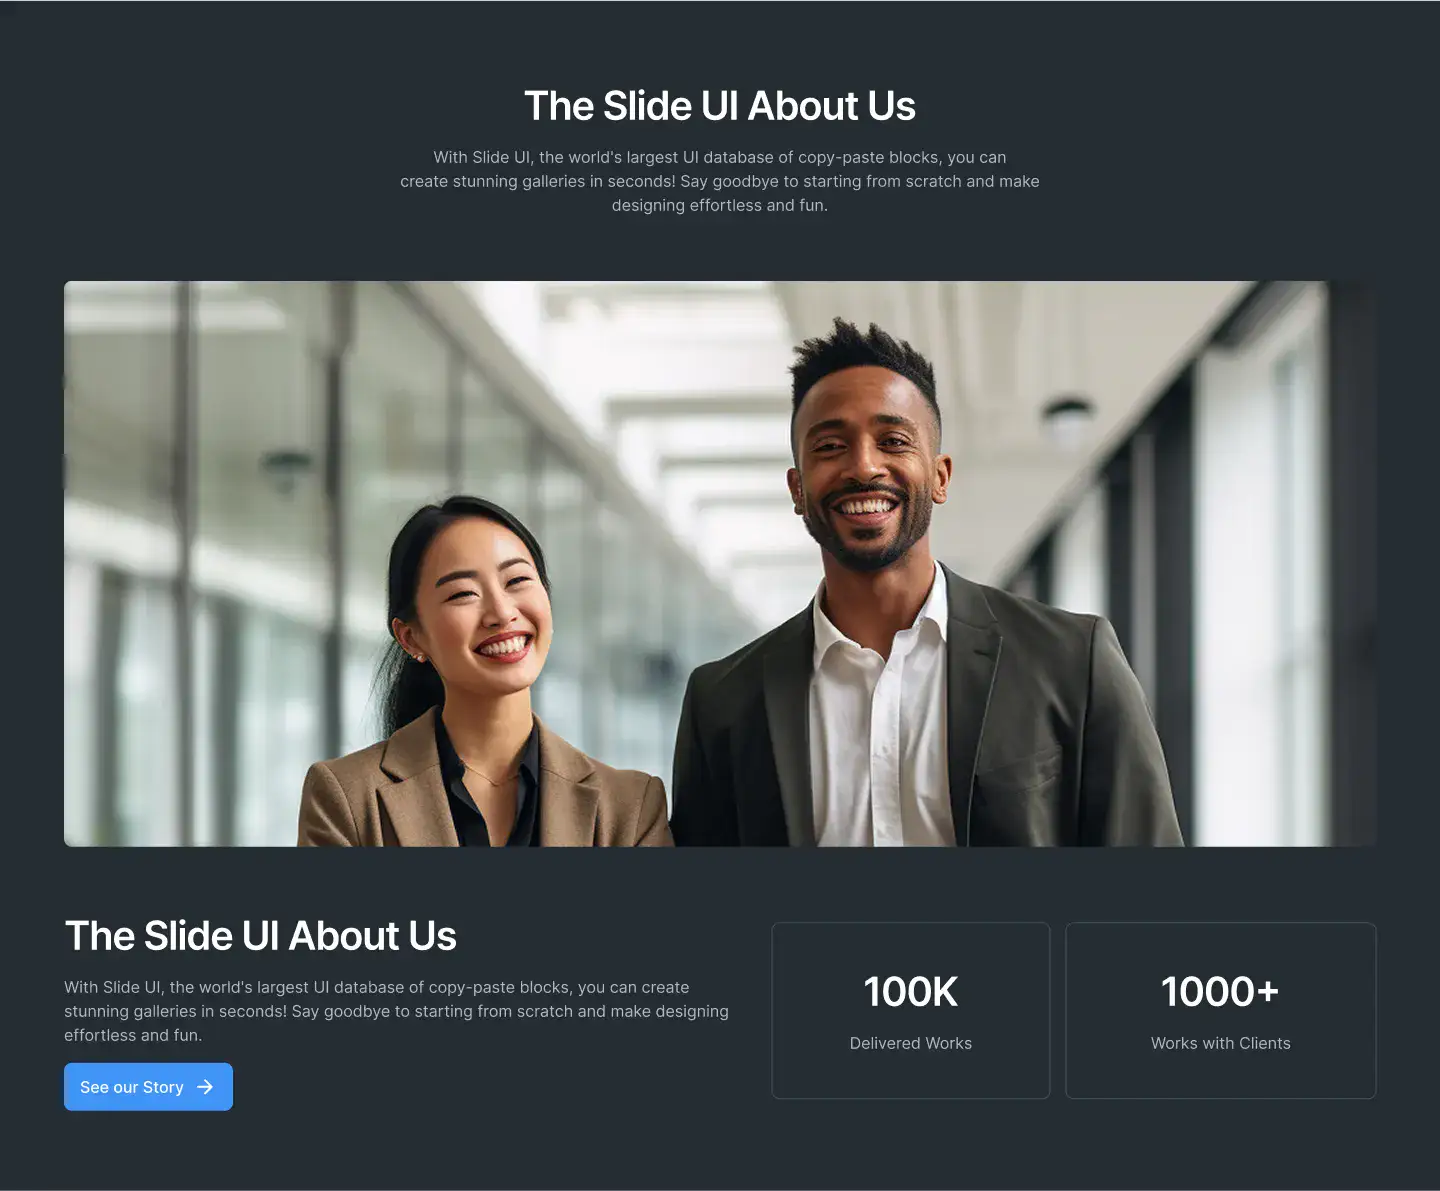 The Slide UI About Us
With Slide UI, the world's largest UI database of copy-paste blocks, you can
create stunning galleries in seconds! Say goodbye to starting from scratch and make
designing effortless and fun.
The Slide UI About Us
With Slide UI, the world's largest UI database of copy-paste blocks, you can create
stunning galleries in seconds! Say goodbye to starting from scratch and make designing
effortless and fun.
See our Story
100K
Delivered Works
1000+
Works with Clients